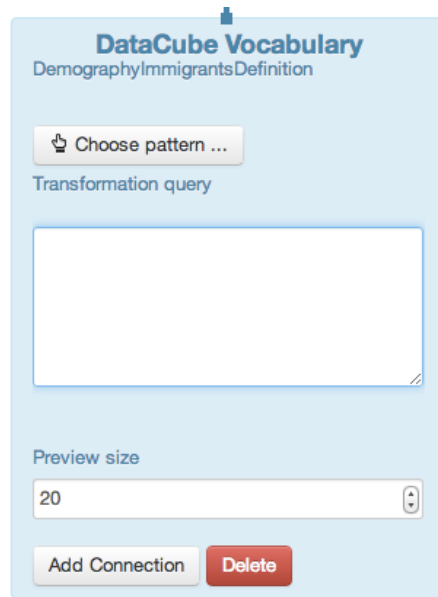 DataCube Vocabulary
DemographyImmigrantsDefinition
Choose pattern ...
Transformation query
Preview size
20
Add Connection Delete